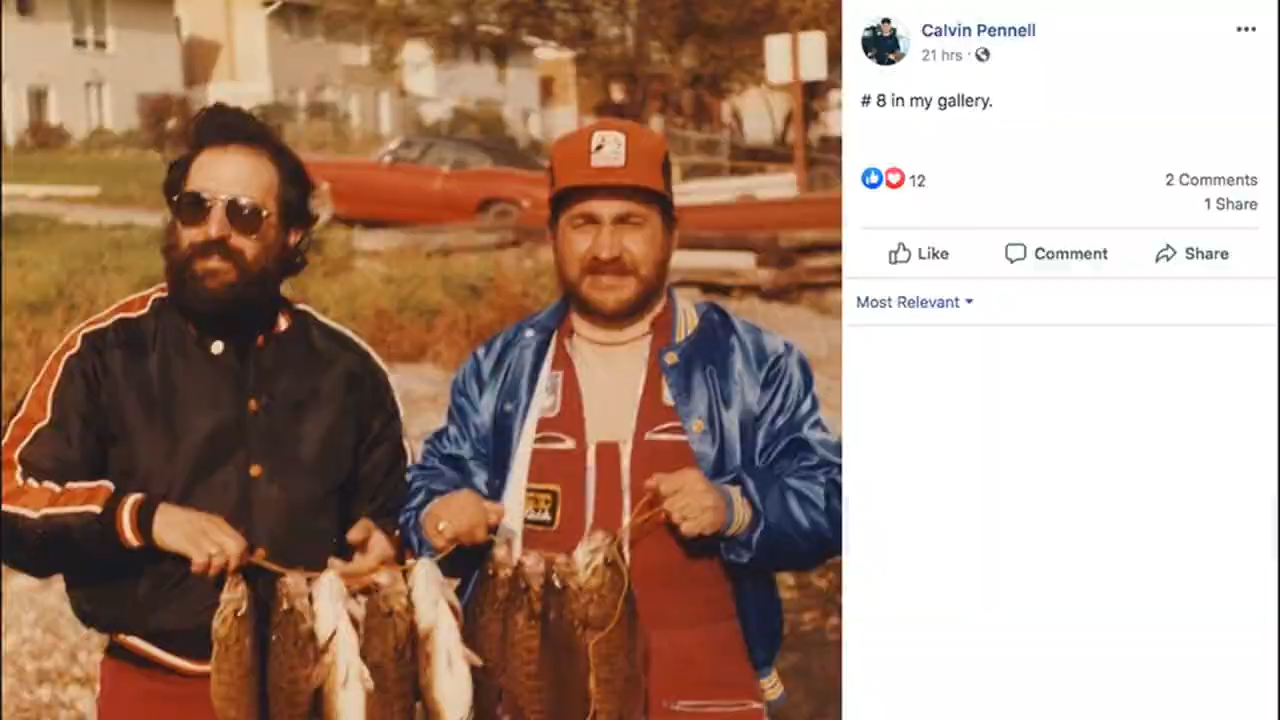 Calvin Pennell
21 hrs ·
# 8 in my gallery.
12
2 Comments
1 Share
Like
Comment
Share
Most Relevant